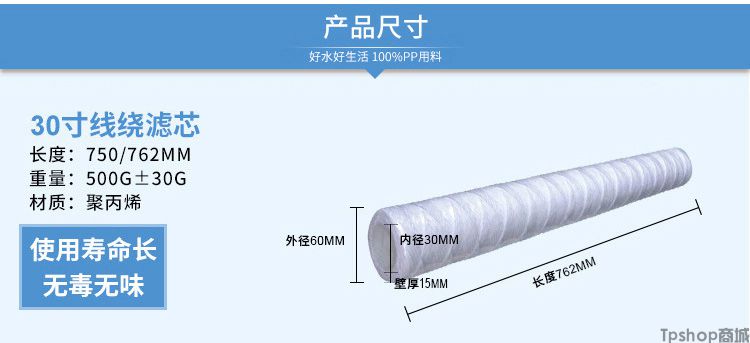 产品尺寸
好水好生活 100%PP用料
30寸线绕滤芯
长度：750/762MM
重量：500G±30G
材质：聚丙烯
使用寿命长
无毒无味
外径60MM
内径30MM
壁厚15MM
长度762MM
Tpshop商城